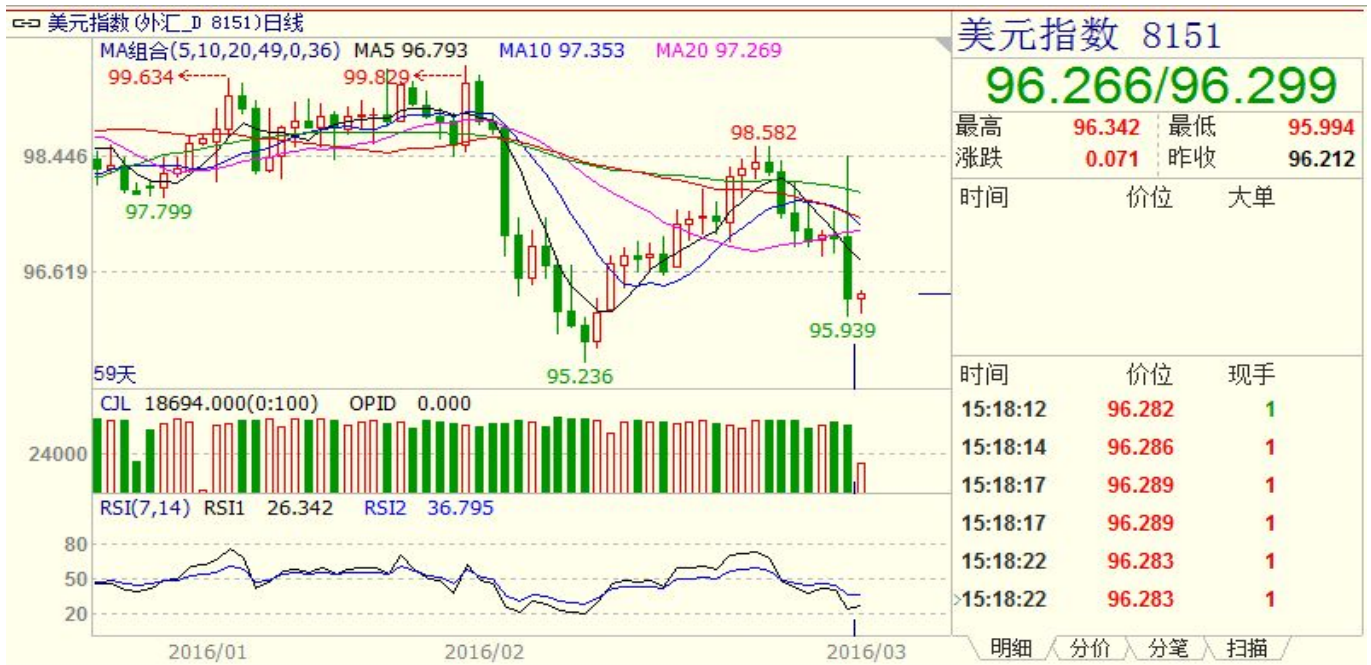 美元指数(外汇_D 8151)日线
MA组合(5,10,20,49,0,36) MA5 96.793 MA10 97.353 MA20 97.269
99.634 99.829
98.582
98.446
97.799
96.619
95.939
95.236
59天
CJL 18694.000(0:100) OPID 0.000
24000
RSI(7,14) RSI1 26.342 RSI2 36.795
80
50
20
2016/01 2016/02 2016/03
美元指数 8151
96.266/96.299
最高 96.342 最低 95.994
涨跌 0.071 昨收 96.212
时间 价位 大单
时间 价位 现手
15:18:12 96.282 1
15:18:14 96.286 1
15:18:17 96.289 1
15:18:17 96.289 1
15:18:22 96.283 1
15:18:22 96.283 1
明细 分价 分笔 扫描